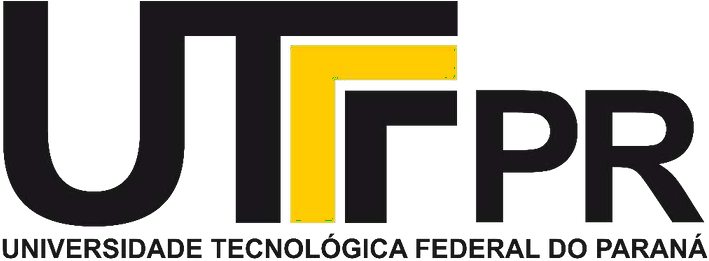 UTFPR
UNIVERSIDADE TECNOLÓGICA FEDERAL DO PARANÁ